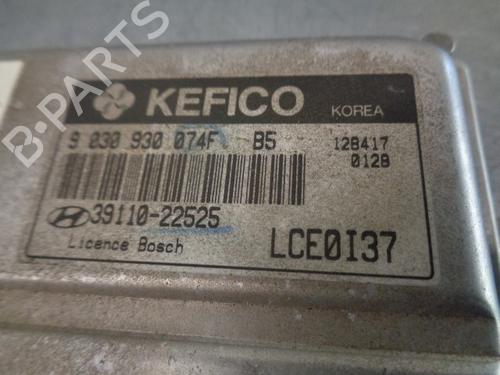 B-PARTS
KEFICO KOREA
9 030 930 074F B5 128417
0128
39110-22525
Licence Bosch LCE0I37